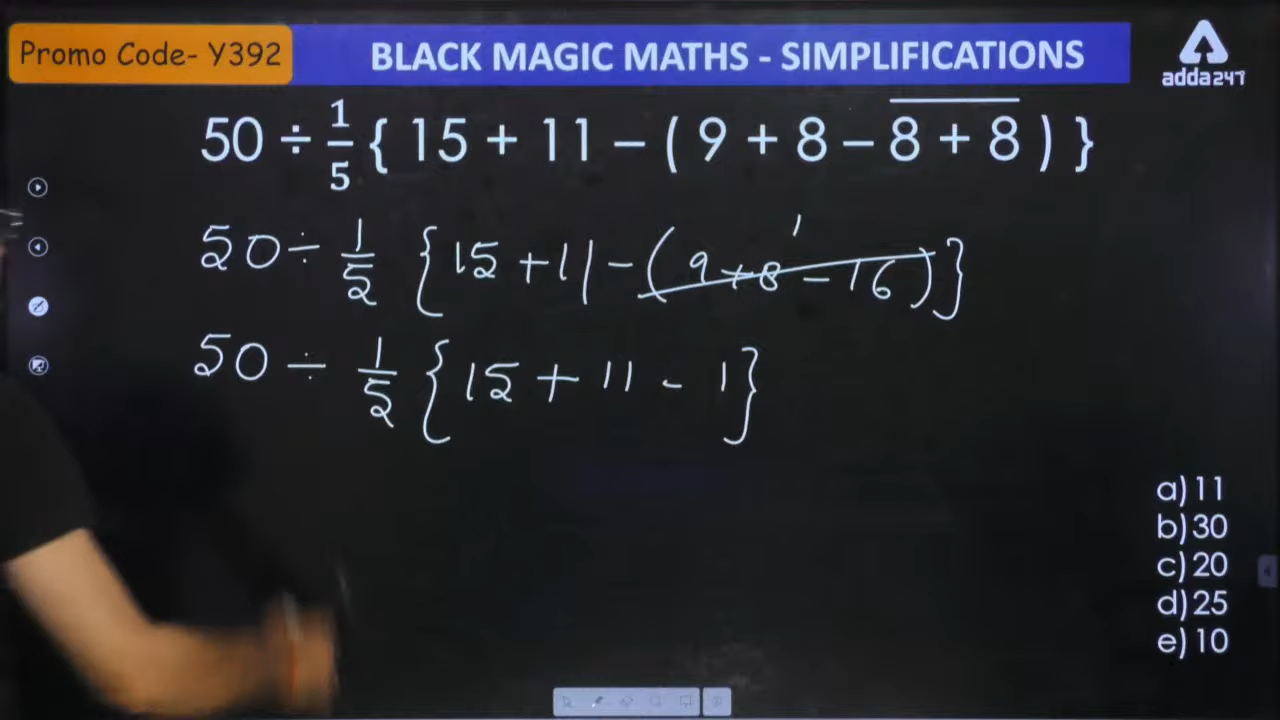 Promo Code- Y392
BLACK MAGIC MATHS - SIMPLIFICATIONS
adda247
50 ÷ 1/5 { 15 + 11 – ( 9 + 8 – 8 + 8 ) }
50 ÷ 1/5 { 15 + 11 - ( 9 + 8 - 16 ) }
1
50 ÷ 1/5 { 15 + 11 - 1 }
a) 11
b) 30
c) 20
d) 25
e) 10